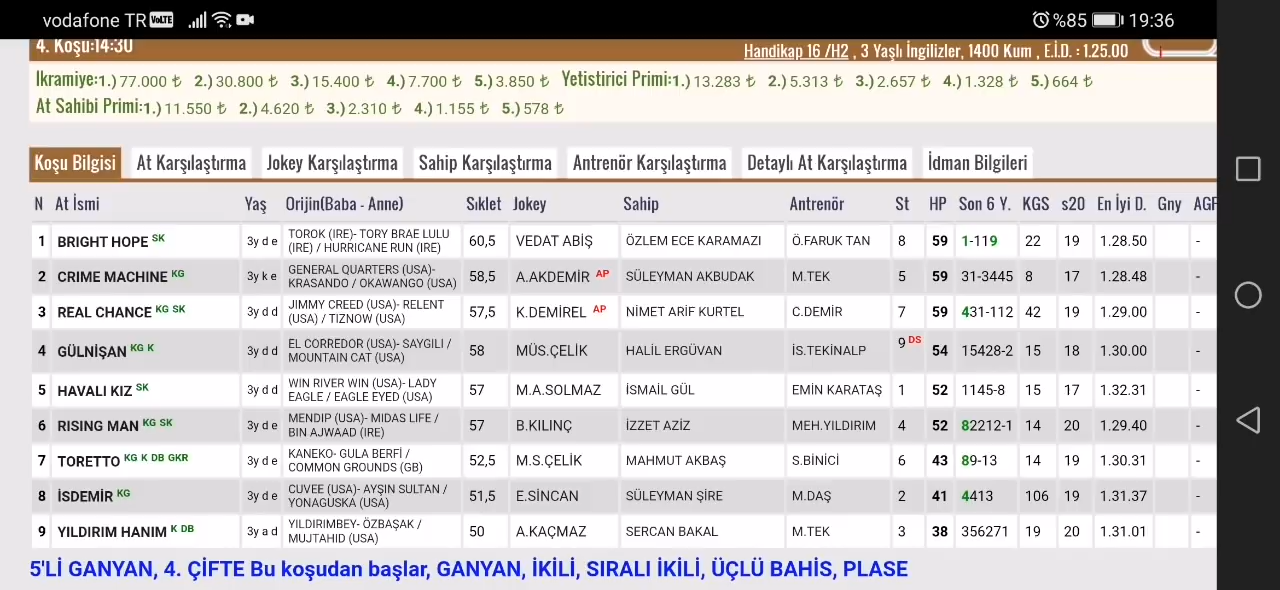 vodafone TR VoLTE %85 19:36
4. Koşu:14:30 Handikap 16 /H2 , 3 Yaşlı İngilizler, 1400 Kum , E.İ.D. : 1.25.00
Ikramiye:1.) 77.000 ₺ 2.) 30.800 ₺ 3.) 15.400 ₺ 4.) 7.700 ₺ 5.) 3.850 ₺ Yetistirici Primi:1.) 13.283 ₺ 2.) 5.313 ₺ 3.) 2.657 ₺ 4.) 1.328 ₺ 5.) 664 ₺
At Sahibi Primi:1.) 11.550 ₺ 2.) 4.620 ₺ 3.) 2.310 ₺ 4.) 1.155 ₺ 5.) 578 ₺
Koşu Bilgisi At Karşılaştırma Jokey Karşılaştırma Sahip Karşılaştırma Antrenör Karşılaştırma Detaylı At Karşılaştırma İdman Bilgileri
N At İsmi Yaş Orijin(Baba - Anne) Sıklet Jokey Sahip Antrenör St HP Son 6 Y. KGS s20 En İyi D. Gny AGF
1 BRIGHT HOPE SK 3y d e TOROK (IRE)- TORY BRAE LULU (IRE) / HURRICANE RUN (IRE) 60,5 VEDAT ABİŞ ÖZLEM ECE KARAMAZI Ö.FARUK TAN 8 59 1-119 22 19 1.28.50 -
2 CRIME MACHINE KG 3y k e GENERAL QUARTERS (USA)- KRASANDO / OKAWANGO (USA) 58,5 A.AKDEMİR AP SÜLEYMAN AKBUDAK M.TEK 5 59 31-3445 8 17 1.28.48 -
3 REAL CHANCE KG SK 3y d d JIMMY CREED (USA)- RELENT (USA) / TIZNOW (USA) 57,5 K.DEMİREL AP NİMET ARİF KURTEL C.DEMİR 7 59 431-112 42 19 1.29.00 -
4 GÜLNİŞAN KG K 3y d d EL CORREDOR (USA)- SAYGILI / MOUNTAIN CAT (USA) 58 MÜS.ÇELİK HALİL ERGÜVAN İS.TEKİNALP 9 DS 54 15428-2 15 18 1.30.00 -
5 HAVALI KIZ SK 3y d d WIN RIVER WIN (USA)- LADY EAGLE / EAGLE EYED (USA) 57 M.A.SOLMAZ İSMAİL GÜL EMİN KARATAŞ 1 52 1145-8 15 17 1.32.31 -
6 RISING MAN KG SK 3y d e MENDIP (USA)- MIDAS LIFE / BIN AJWAAD (IRE) 57 B.KILINÇ İZZET AZİZ MEH.YILDIRIM 4 52 82212-1 14 20 1.29.40 -
7 TORETTO KG K DB GKR 3y d e KANEKO- GULA BERFİ / COMMON GROUNDS (GB) 52,5 M.S.ÇELİK MAHMUT AKBAŞ S.BİNİCİ 6 43 89-13 14 19 1.30.31 -
8 İSDEMİR KG 3y d e CUVEE (USA)- AYŞIN SULTAN / YONAGUSKA (USA) 51,5 E.SİNCAN SÜLEYMAN ŞİRE M.DAŞ 2 41 4413 106 19 1.31.37 -
9 YILDIRIM HANIM K DB 3y a d YILDIRIMBEY- ÖZBAŞAK / MUJTAHID (USA) 50 A.KAÇMAZ SERCAN BAKAL M.TEK 3 38 356271 19 20 1.31.01 -
5'Lİ GANYAN, 4. ÇİFTE Bu koşudan başlar, GANYAN, İKİLİ, SIRALI İKİLİ, ÜÇLÜ BAHİS, PLASE